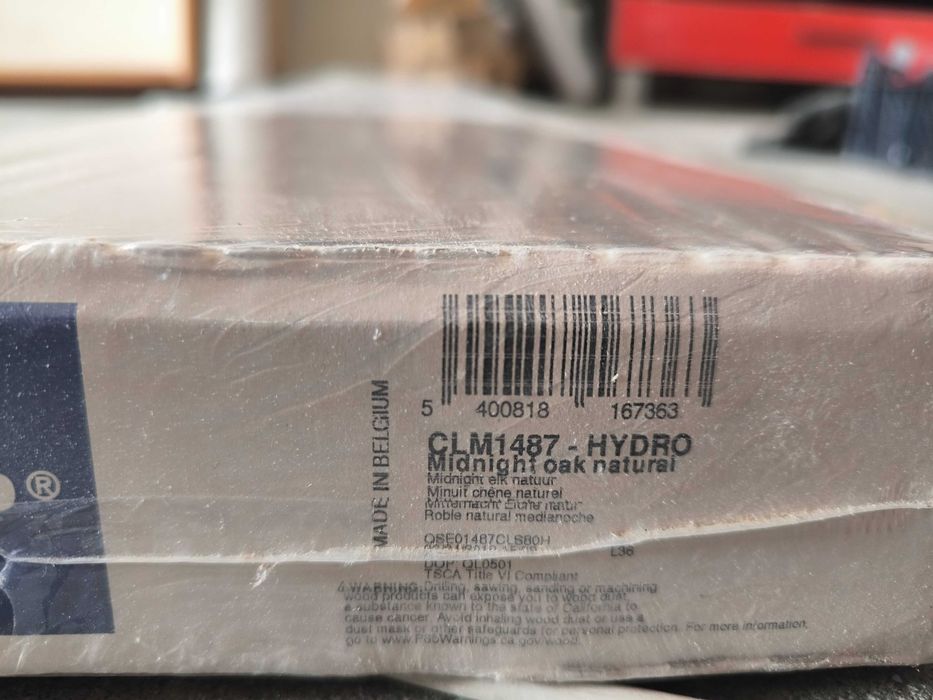 ®
MADE IN BELGIUM
5 400818 167363
CLM1487 - HYDRO
Midnight oak natural
Midnight eik natuur
Minuit chêne naturel
Mitternacht Eiche natur
Roble natural medianoche
QSE01487CLS80H
L36
DOP: QL0501
TSCA Title VI Compliant
⚠ WARNING: Drilling, sawing, sanding or machining
wood products can expose you to wood dust,
a substance known to the state of California to
cause cancer. Avoid inhaling wood dust or use a
dust mask or other safeguards for personal protection. For more information,
go to www.P65Warnings.ca.gov/wood.